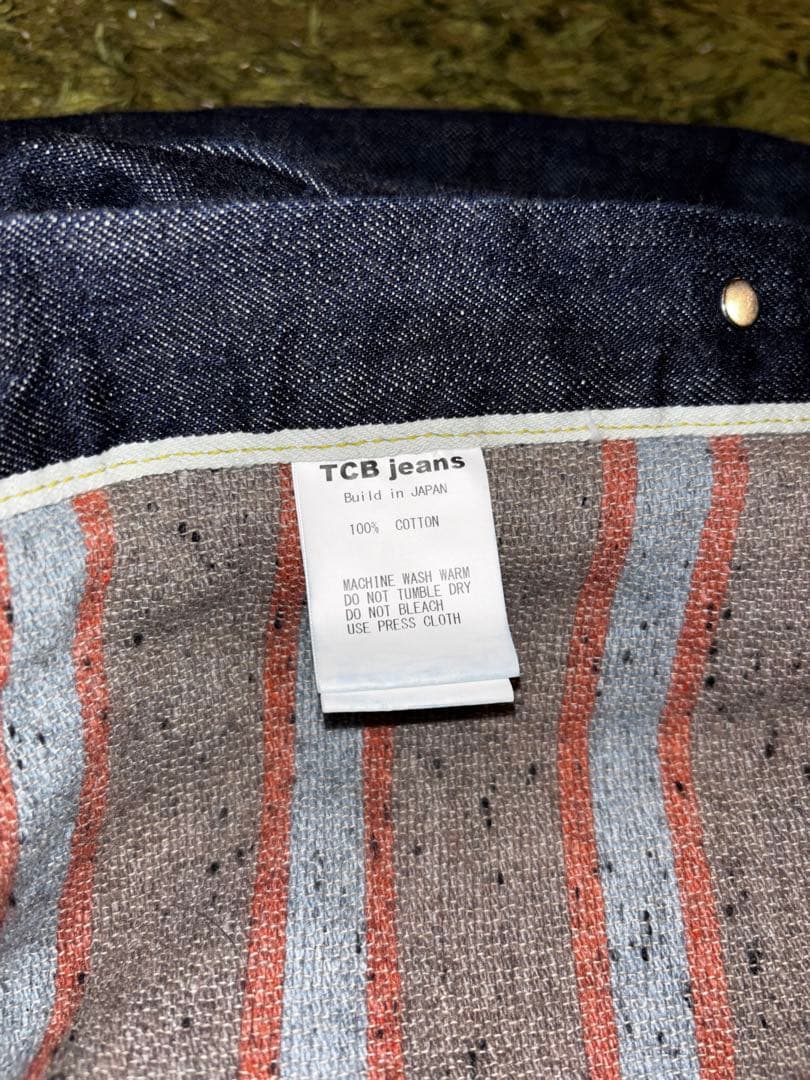 TCB jeans
Build in JAPAN
100% COTTON
MACHINE WASH WARM
DO NOT TUMBLE DRY
DO NOT BLEACH
USE PRESS CLOTH